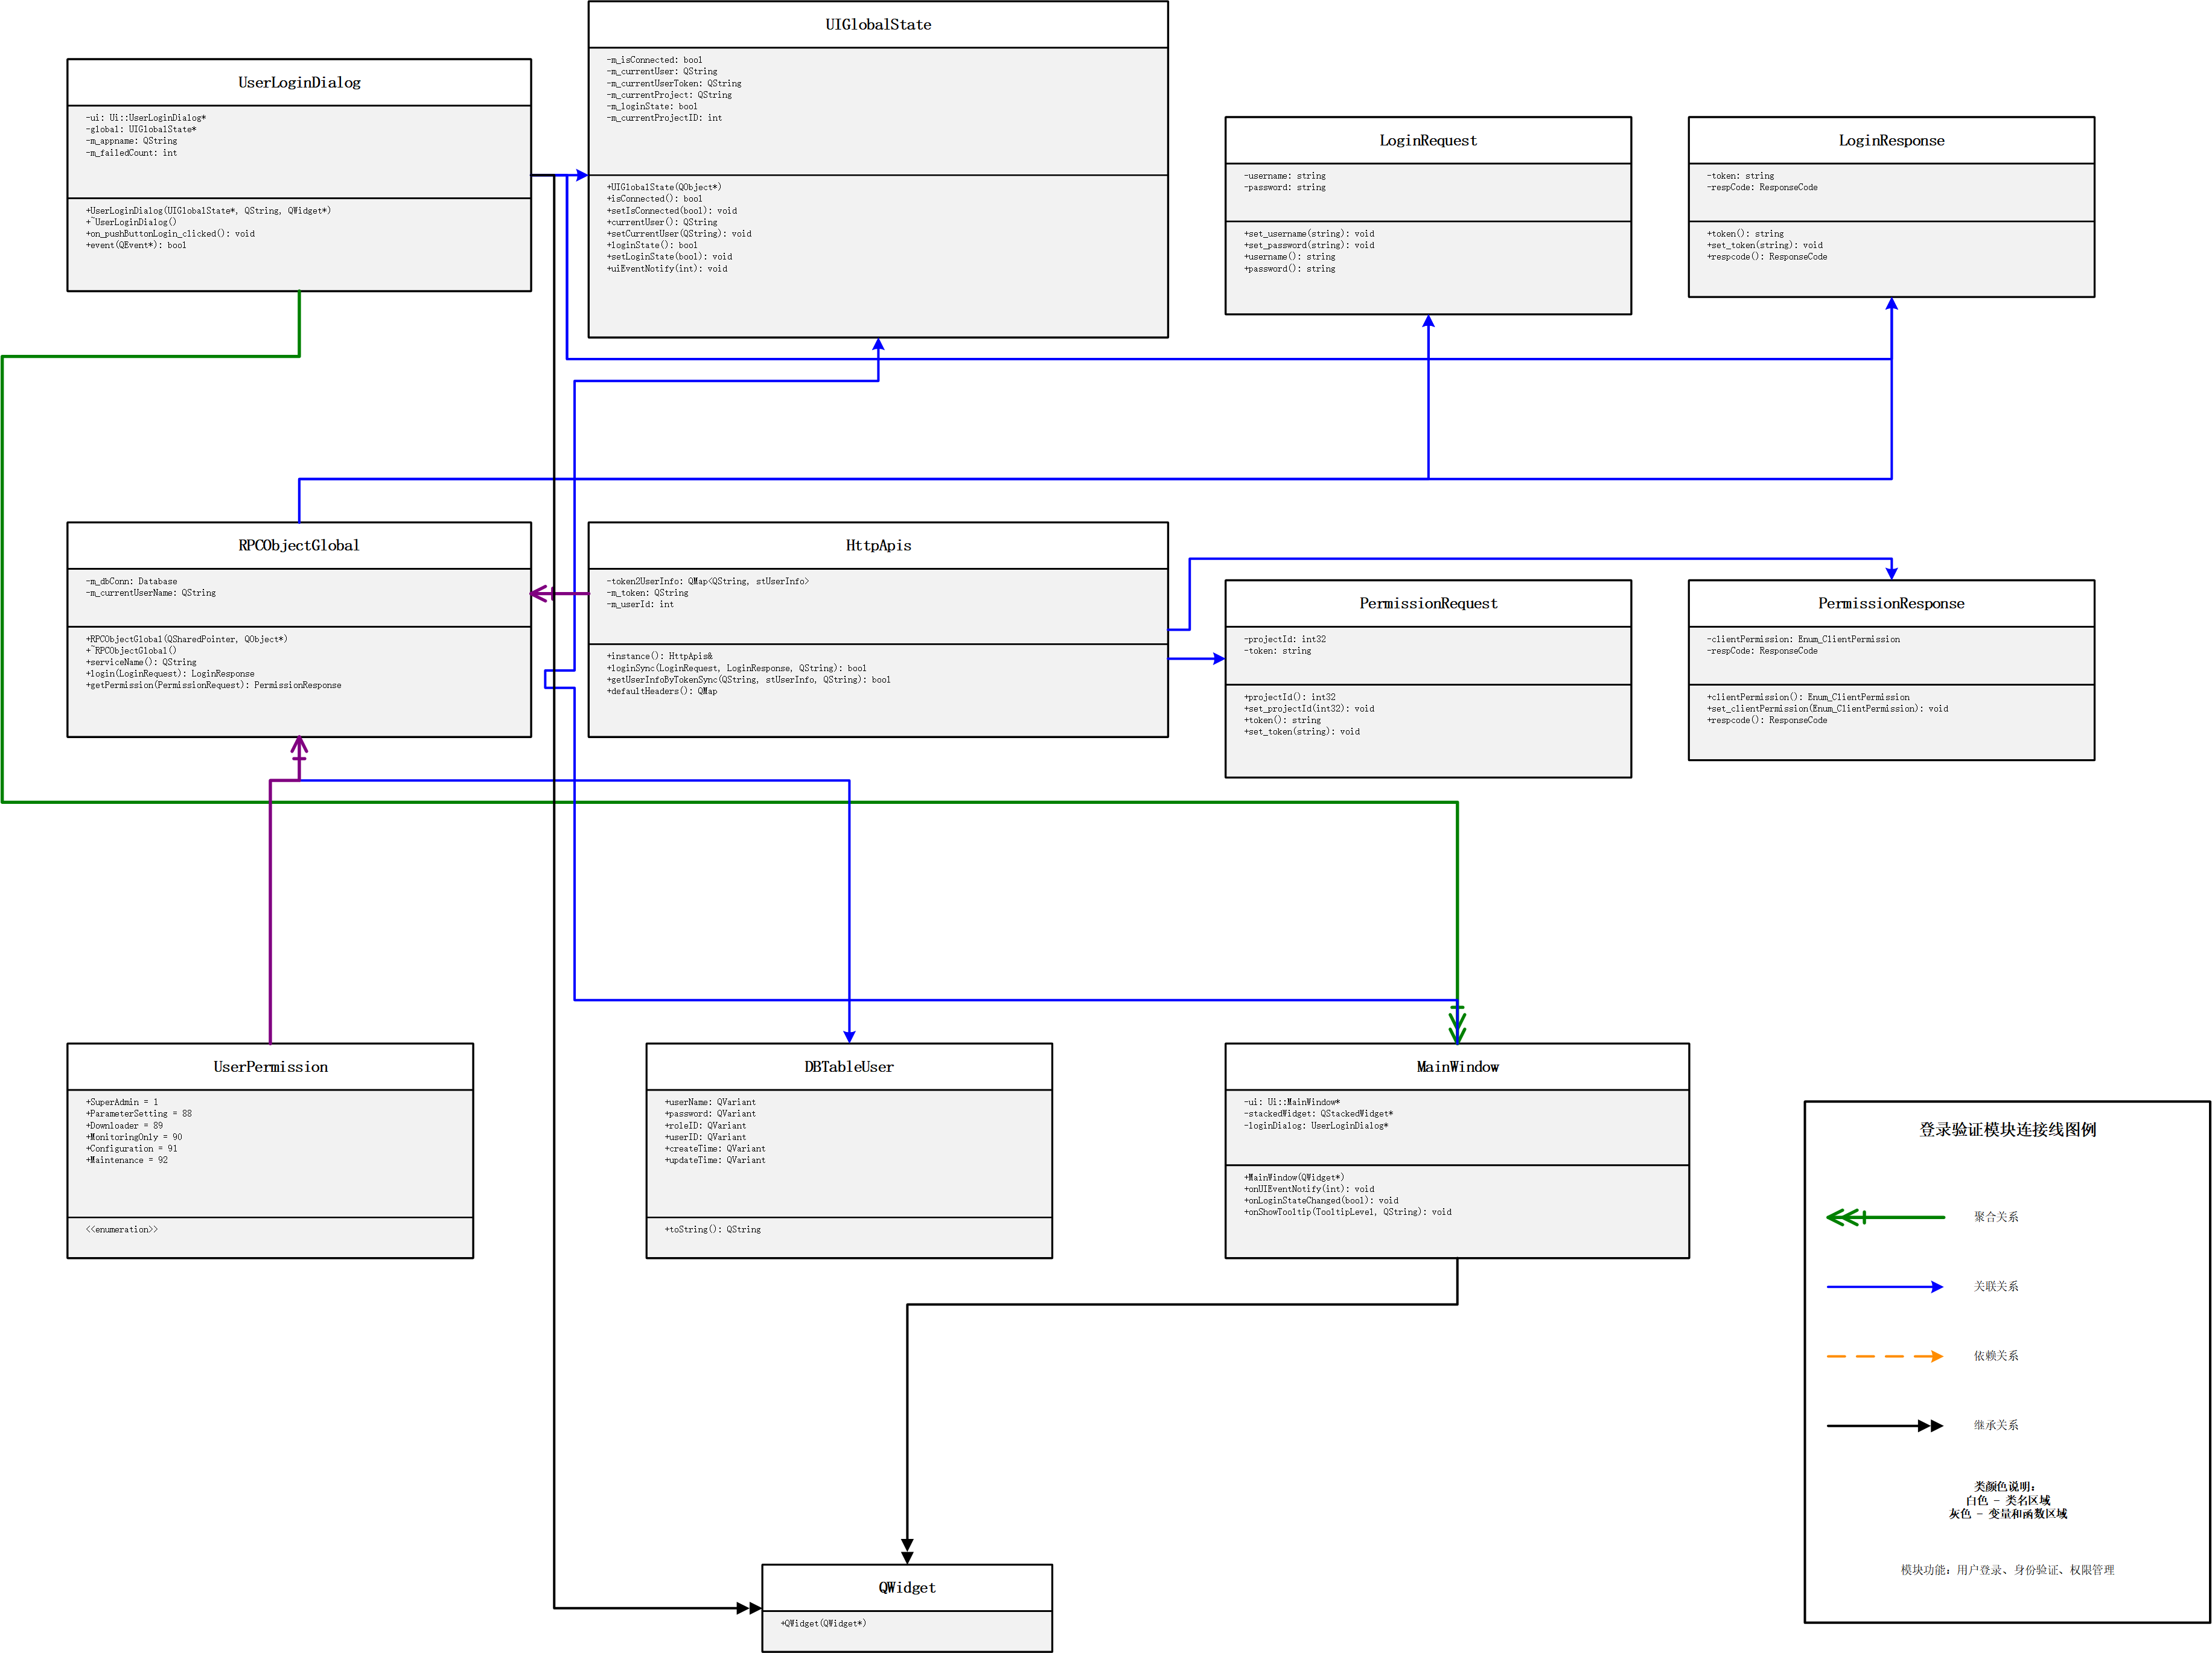 UIGlobalState
-m_isConnected: bool
-m_currentUser: QString
-m_currentUserToken: QString
-m_currentProject: QString
-m_loginState: bool
-m_currentProjectID: int
+UIGlobalState(QObject*)
+isConnected(): bool
+setIsConnected(bool): void
+currentUser(): QString
+setCurrentUser(QString): void
+loginState(): bool
+setLoginState(bool): void
+uiEventNotify(int): void
UserLoginDialog
-ui: Ui::UserLoginDialog*
-global: UIGlobalState*
-m_appname: QString
-m_failedCount: int
+UserLoginDialog(UIGlobalState*, QString, QWidget*)
+~UserLoginDialog()
+on_pushButtonLogin_clicked(): void
+event(QEvent*): bool
LoginRequest
-username: string
-password: string
+set_username(string): void
+set_password(string): void
+username(): string
+password(): string
LoginResponse
-token: string
-respCode: ResponseCode
+token(): string
+set_token(string): void
+respcode(): ResponseCode
RPCObjectGlobal
-m_dbConn: Database
-m_currentUserName: QString
+RPCObjectGlobal(QSharedPointer, QObject*)
+~RPCObjectGlobal()
+serviceName(): QString
+login(LoginRequest): LoginResponse
+getPermission(PermissionRequest): PermissionResponse
HttpApis
-token2UserInfo: QMap<QString, stUserInfo>
-m_token: QString
-m_userId: int
+instance(): HttpApis&
+loginSync(LoginRequest, LoginResponse, QString): bool
+getUserInfoByTokenSync(QString, stUserInfo, QString): bool
+defaultHeaders(): QMap
PermissionRequest
-projectId: int32
-token: string
+projectId(): int32
+set_projectId(int32): void
+token(): string
+set_token(string): void
PermissionResponse
-clientPermission: Enum_ClientPermission
-respCode: ResponseCode
+clientPermission(): Enum_ClientPermission
+set_clientPermission(Enum_ClientPermission): void
+respcode(): ResponseCode
UserPermission
+SuperAdmin = 1
+ParameterSetting = 88
+Downloader = 89
+MonitoringOnly = 90
+Configuration = 91
+Maintenance = 92
<<enumeration>>
DBTableUser
+userName: QVariant
+password: QVariant
+roleID: QVariant
+userID: QVariant
+createTime: QVariant
+updateTime: QVariant
+toString(): QString
MainWindow
-ui: Ui::MainWindow*
-stackedWidget: QStackedWidget*
-loginDialog: UserLoginDialog*
+MainWindow(QWidget*)
+onUIEventNotify(int): void
+onLoginStateChanged(bool): void
+onShowTooltip(TooltipLevel, QString): void
QWidget
+QWidget(QWidget*)
登录验证模块连接线图例
聚合关系
关联关系
依赖关系
继承关系
类颜色说明:
白色 - 类名区域
灰色 - 变量和函数区域
模块功能: 用户登录、身份验证、权限管理